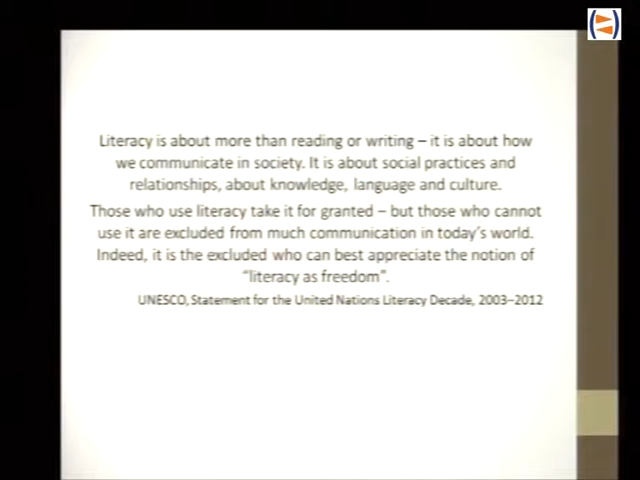 Literacy is about more than reading or writing – it is about how
we communicate in society. It is about social practices and
relationships, about knowledge, language and culture.
Those who use literacy take it for granted – but those who cannot
use it are excluded from much communication in today's world.
Indeed, it is the excluded who can best appreciate the notion of
“literacy as freedom”.
UNESCO, Statement for the United Nations Literacy Decade, 2003–2012